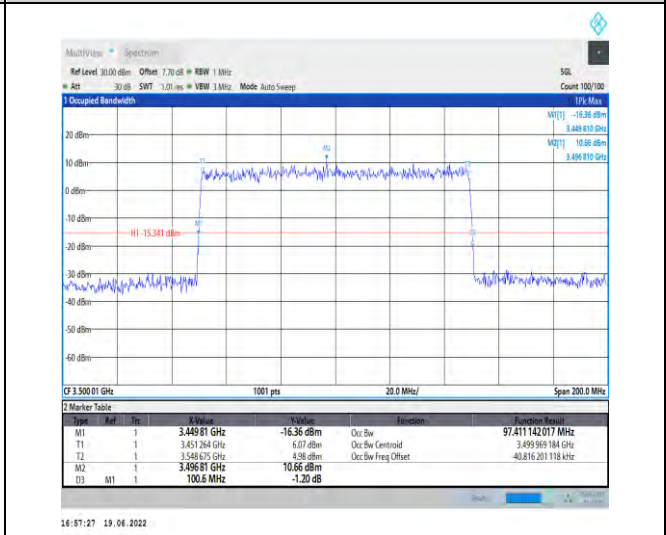 MultiView Spectrum
Ref Level 30.00 dBm Offset 7.70 dB RBW 1 MHz SGL
Att 30 dB SWT 1.01 ms VBW 3 MHz Mode Auto Sweep Count 100/100
1 Occupied Bandwidth 1Pk Max
M1[1] -16.36 dBm
3.449 810 GHz
M2[1] 10.66 dBm
3.496 810 GHz
20 dBm
M2
10 dBm
T1
0 dBm
-10 dBm
M1
H1 -15.341 dBm
D3
-20 dBm
-30 dBm
-40 dBm
-50 dBm
-60 dBm
CF 3.500 01 GHz 1001 pts 20.0 MHz/ Span 200.0 MHz
2 Marker Table
Type Ref Trc X-Value Y-Value Function Function Result
M1 1 3.449 81 GHz -16.36 dBm Occ Bw 97.411 142 017 MHz
T1 1 3.451 264 GHz 6.07 dBm Occ Bw Centroid 3.499 969 184 GHz
T2 1 3.548 675 GHz 4.98 dBm Occ Bw Freq Offset -40.816 201 118 kHz
M2 1 3.496 81 GHz 10.66 dBm
D3 M1 1 100.6 MHz -1.20 dB
16:57:27 19.06.2022